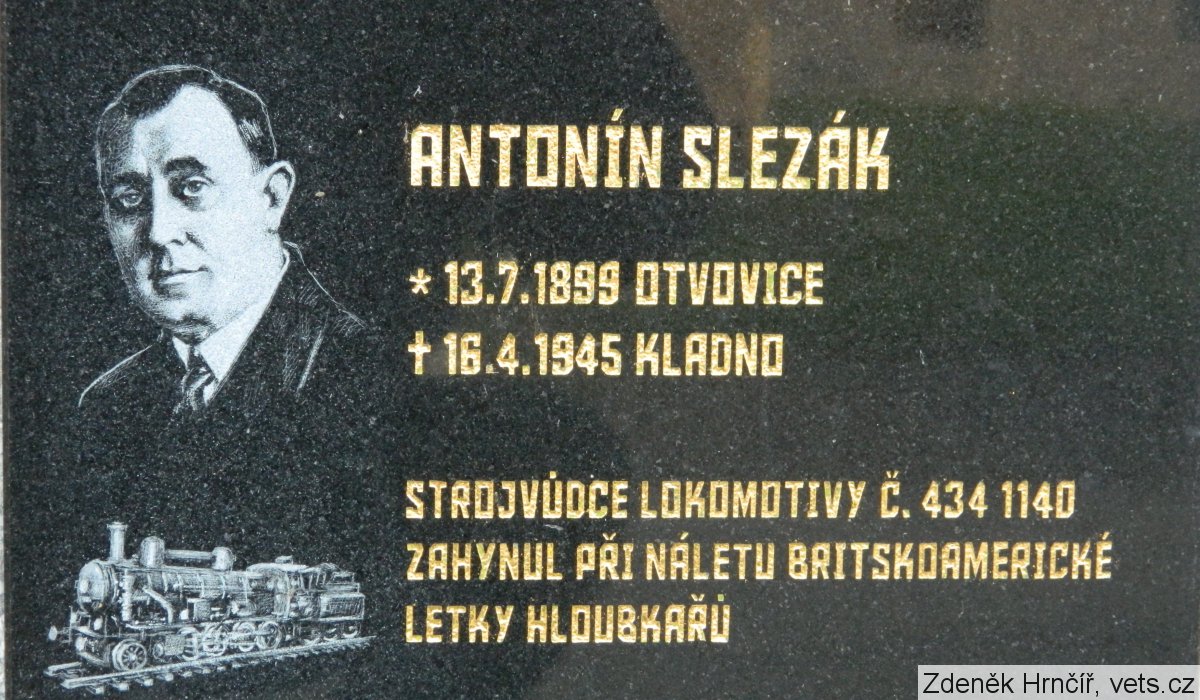 ANTONÍN SLEZÁK
* 13.7.1899 OTVOVICE
† 16.4.1945 KLADNO
STROJVŮDCE LOKOMOTIVY Č. 434 1140
ZAHYNUL PŘI NÁLETU BRITSKOAMERICKÉ
LETKY HLOUBKAŘŮ
Zdeněk Hrnčíř, vets.cz